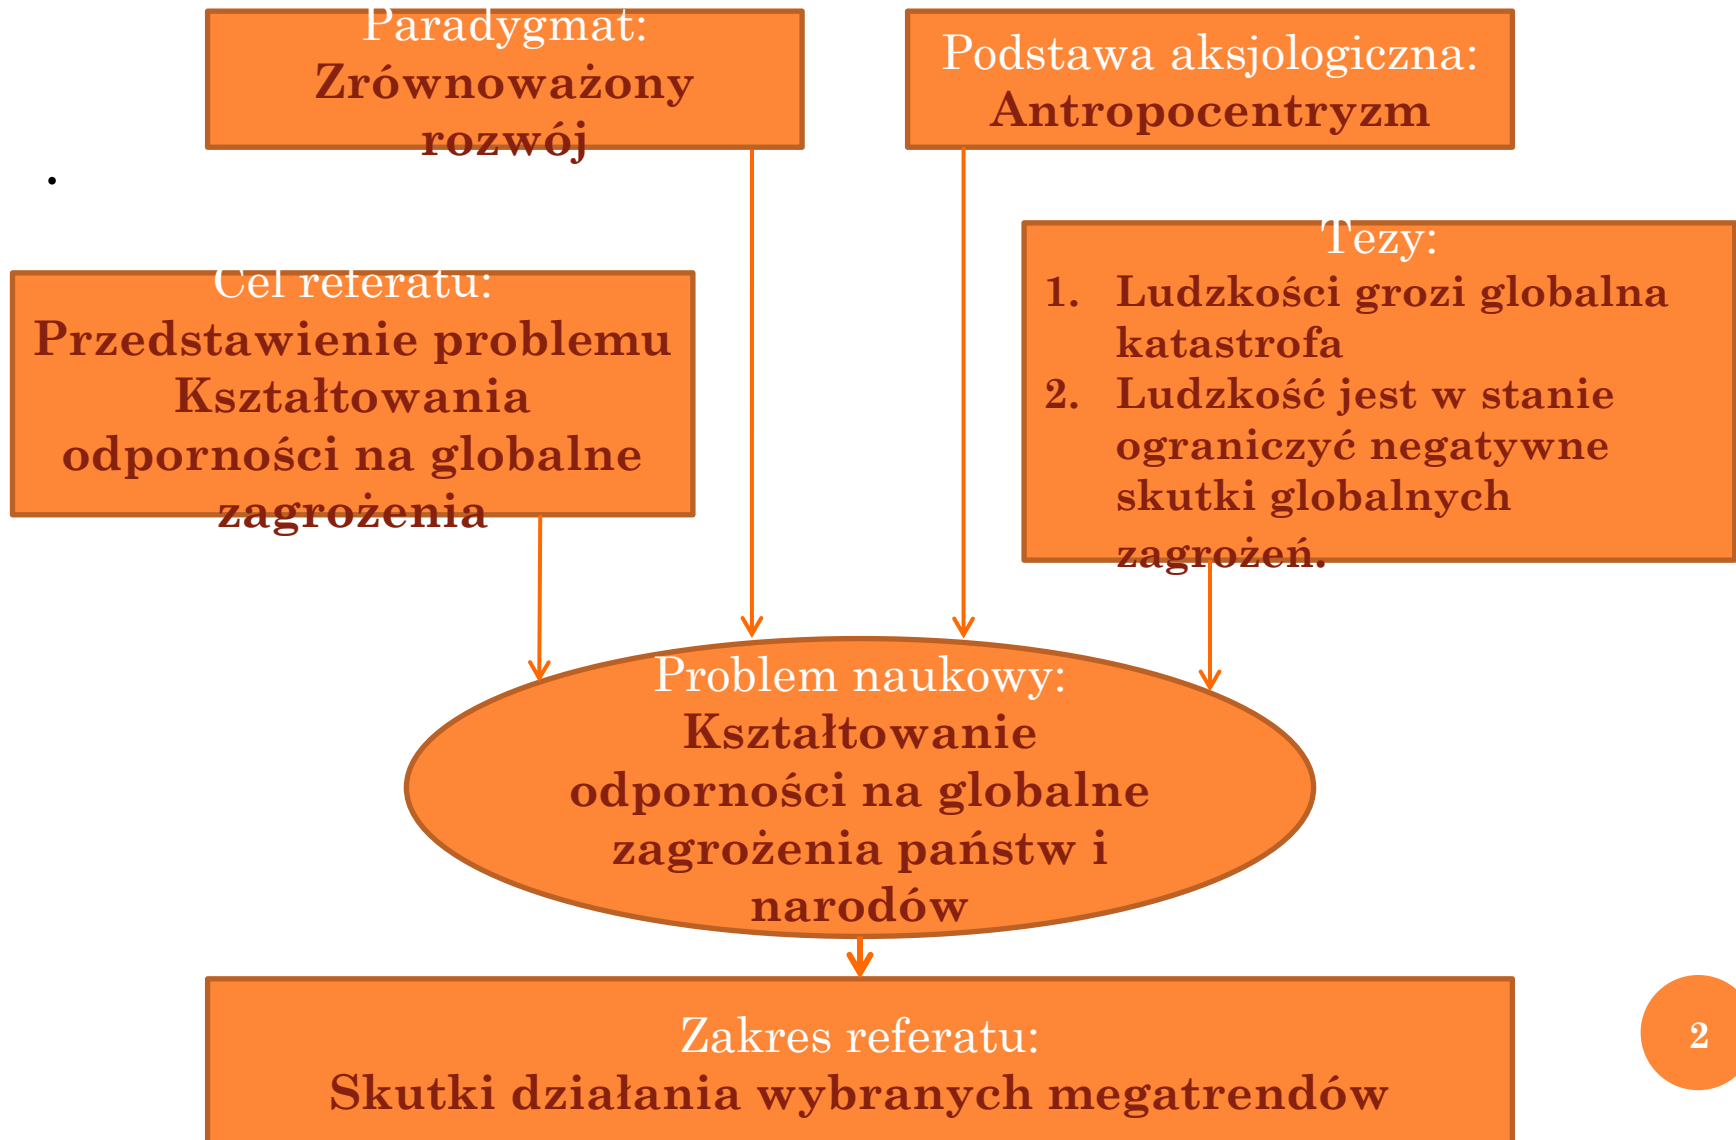 Paradygmat:
Zrównoważony
rozwój
Podstawa aksjologiczna:
Antropocentryzm
.
Cel referatu:
Przedstawienie problemu
Kształtowania
odporności na globalne
zagrożenia
Tezy:
1. Ludzkości grozi globalna
katastrofa
2. Ludzkość jest w stanie
ograniczyć negatywne
skutki globalnych
zagrożeń.
Problem naukowy:
Kształtowanie
odporności na globalne
zagrożenia państw i
narodów
Zakres referatu:
Skutki działania wybranych megatrendów
2